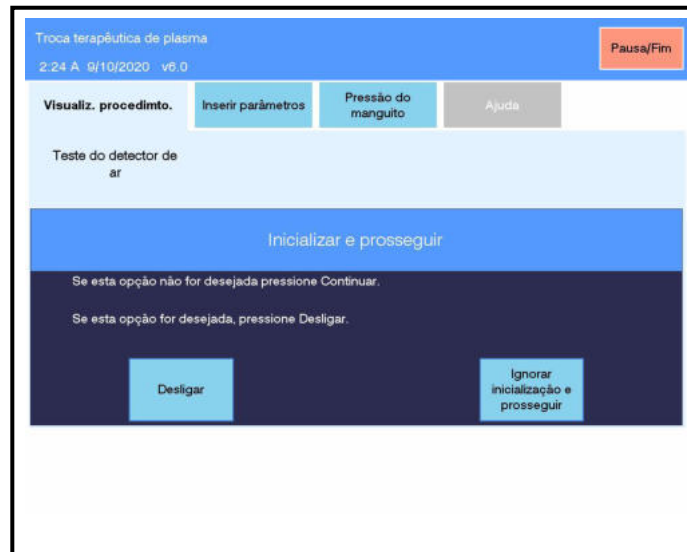 Troca terapêutica de plasma
Pausa/Fim
2:24 A 9/10/2020 v6.0
Visualiz. procedimto.
Inserir parâmetros
Pressão do
manguito
Ajuda
Teste do detector de
ar
Inicializar e prosseguir
Se esta opção não for desejada pressione Continuar.
Se esta opção for desejada, pressione Desligar.
Desligar
Ignorar
inicialização e
prosseguir